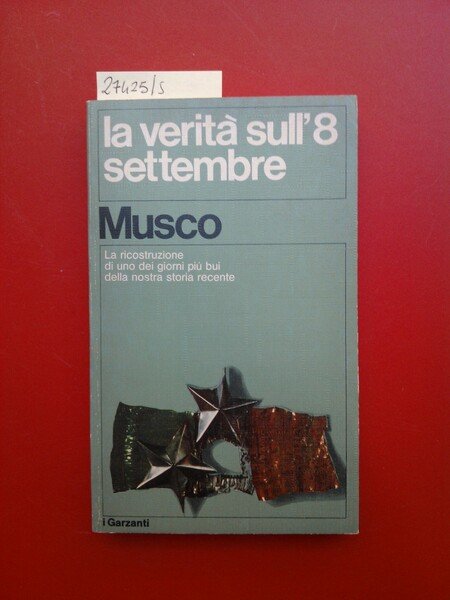 27425/s
la verità sull'8
settembre
Musco
La ricostruzione
di uno dei giorni più bui
della nostra storia recente
i Garzanti